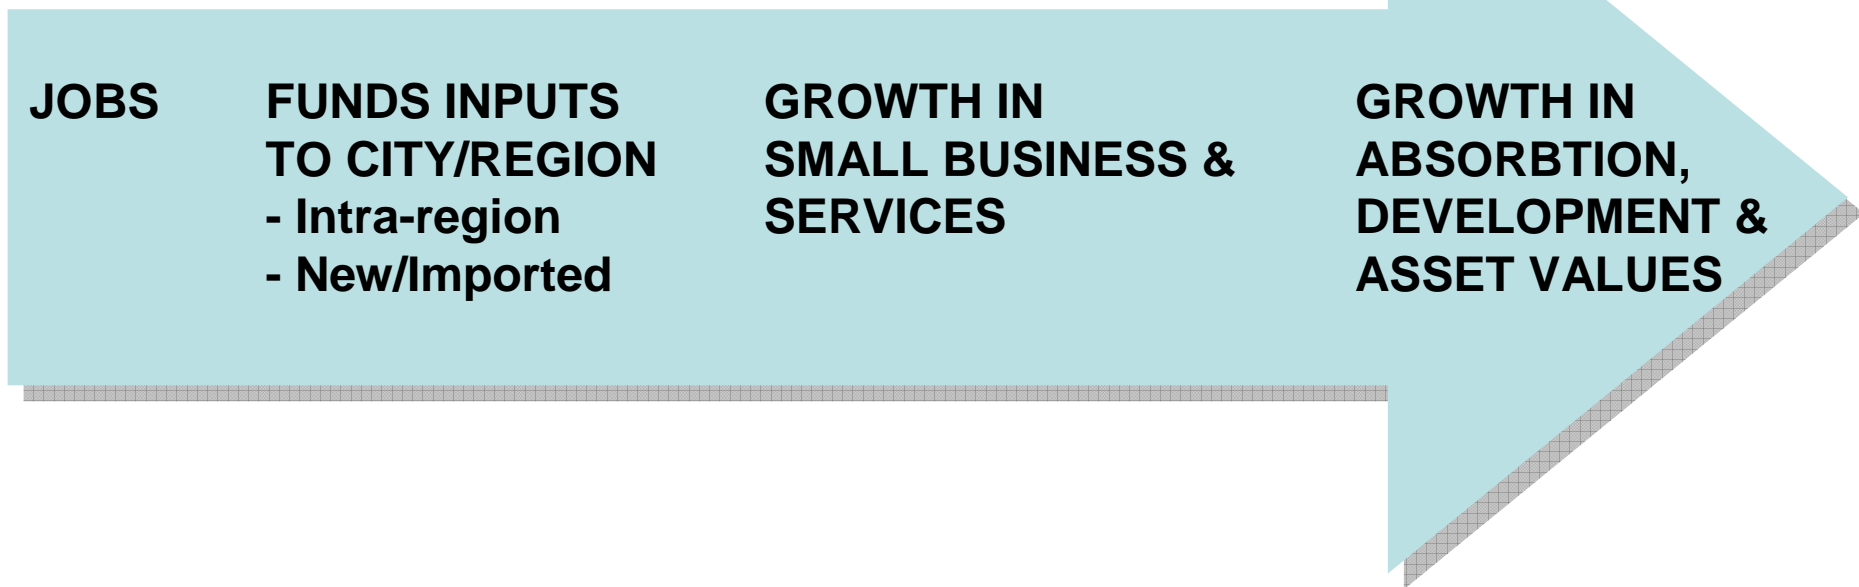 JOBS
FUNDS INPUTS
TO CITY/REGION
- Intra-region
- New/Imported
GROWTH IN
SMALL BUSINESS &
SERVICES
GROWTH IN
ABSORBTION,
DEVELOPMENT &
ASSET VALUES